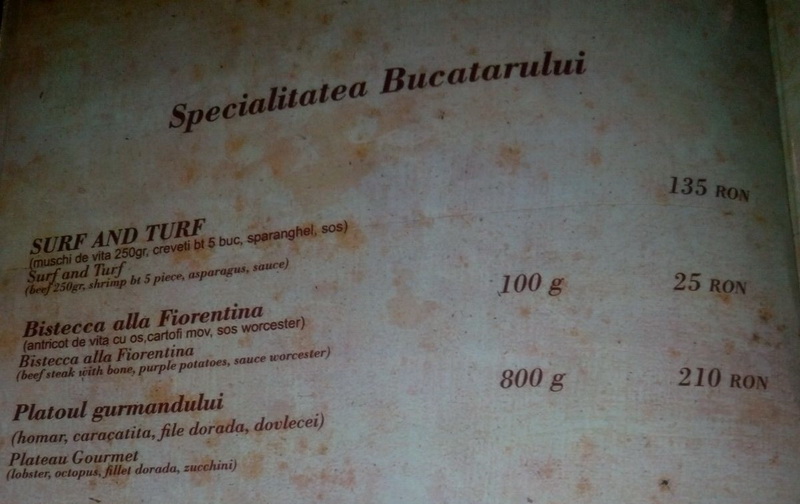 Specialitatea Bucatarului
SURF AND TURF 135 RON
(muschi de vita 250gr, creveti bt 5 buc, sparanghel, sos)
Surf and Turf
(beef 250gr, shrimp bt 5 piece, asparagus, sauce)
Bistecca alla Fiorentina 100 g 25 RON
(antricot de vita cu os,cartofi mov, sos worcester)
Bistecca alla Fiorentina
(beef steak with bone, purple potatoes, sauce worcester)
Platoul gurmandului 800 g 210 RON
(homar, caracatita, file dorada, dovlecei)
Plateau Gourmet
(lobster, octopus, fillet dorada, zucchini)